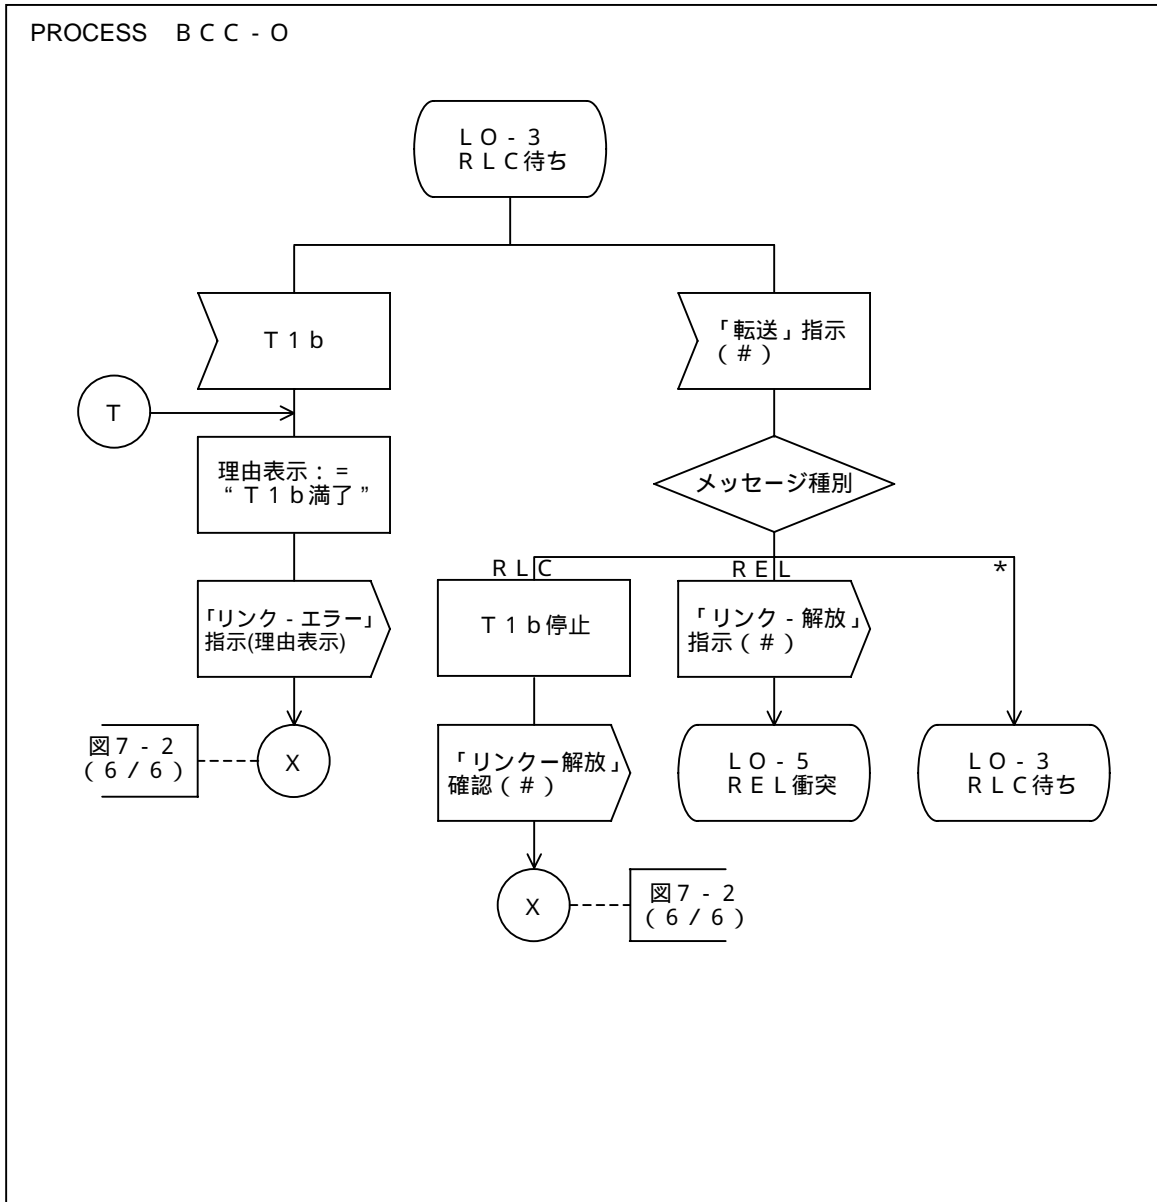 PROCESS ＢＣＣ-Ｏ
ＬＯ-３
ＲＬＣ待ち
Ｔ１ｂ
「転送」指示
(＃)
T
理由表示：＝
“Ｔ１ｂ満了”
メッセージ種別
ＲＬＣ
ＲＥＬ
*
「リンク-エラー」
指示(理由表示)
Ｔ１ｂ停止
「リンク-解放」
指示(＃)
図７-２
(６/６)
X
「リンクー解放」
確認(＃)
ＬＯ-５
ＲＥＬ衝突
ＬＯ-３
ＲＬＣ待ち
X
図７-２
(６/６)